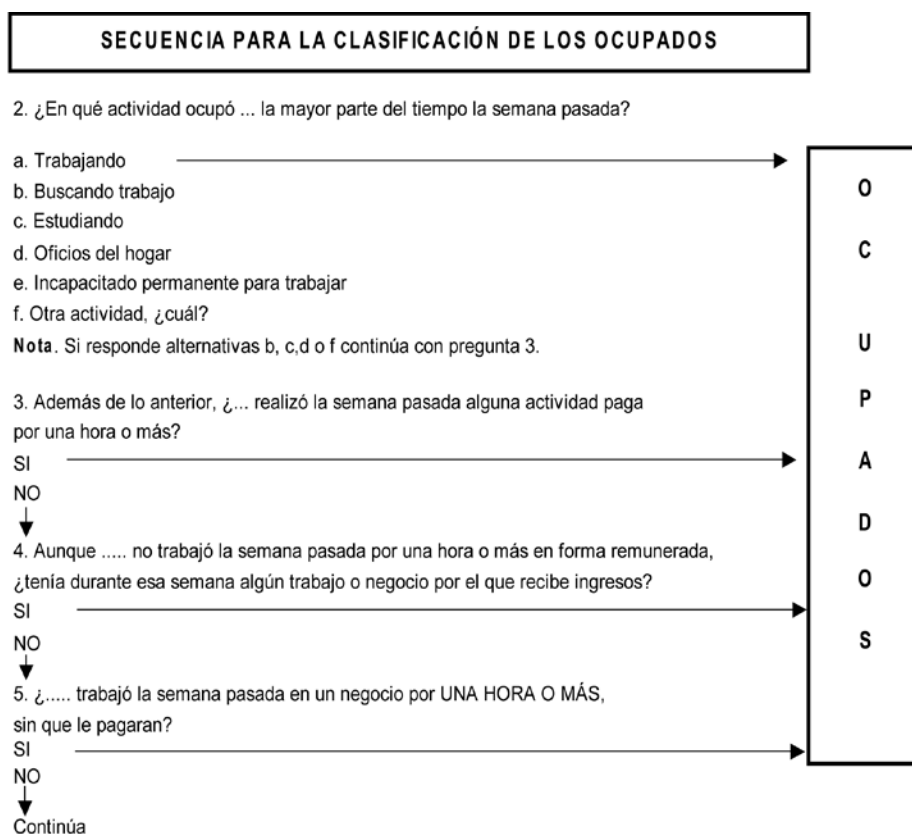 SECUENCIA PARA LA CLASIFICACIÓN DE LOS OCUPADOS
2. ¿En qué actividad ocupó ... la mayor parte del tiempo la semana pasada?
a. Trabajando
b. Buscando trabajo
c. Estudiando
d. Oficios del hogar
e. Incapacitado permanente para trabajar
f. Otra actividad, ¿cuál?
Nota. Si responde alternativas b, c,d o f continúa con pregunta 3.
3. Además de lo anterior, ¿... realizó la semana pasada alguna actividad paga
por una hora o más?
SI
NO
4. Aunque ..... no trabajó la semana pasada por una hora o más en forma remunerada,
¿tenía durante esa semana algún trabajo o negocio por el que recibe ingresos?
SI
NO
5. ¿..... trabajó la semana pasada en un negocio por UNA HORA O MÁS,
sin que le pagaran?
SI
NO
Continúa
O
C
U
P
A
D
O
S